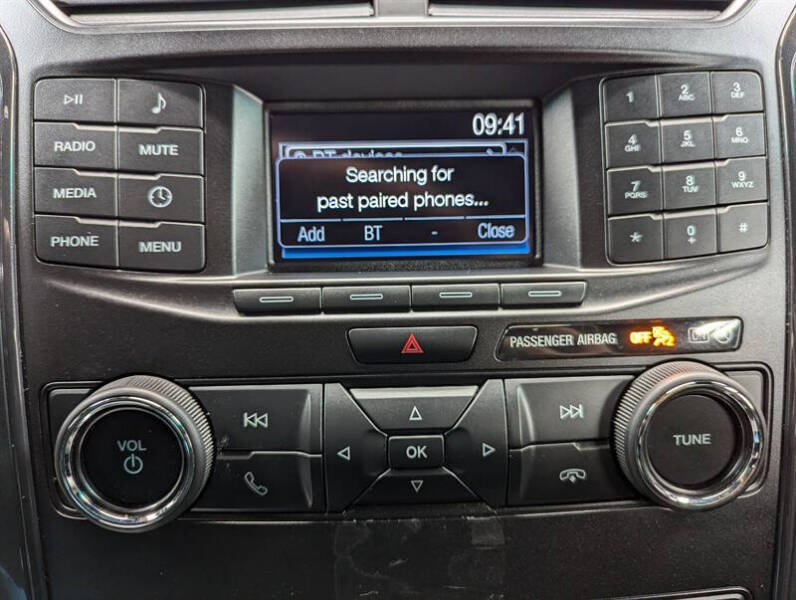 RADIO
MUTE
MEDIA
PHONE
MENU
09:41
BT devices
Searching for
past paired phones...
Add BT - Close
1
2 ABC
3 DEF
4 GHI
5 JKL
6 MNO
7 PQRS
8 TUV
9 WXYZ
*
0 +
#
PASSENGER AIRBAG OFF
VOL
OK
TUNE